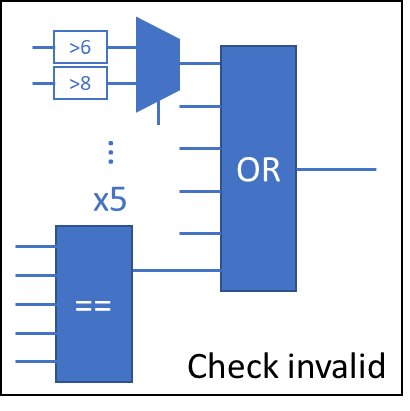 >6
>8
⋮
x5
OR
==
Check invalid